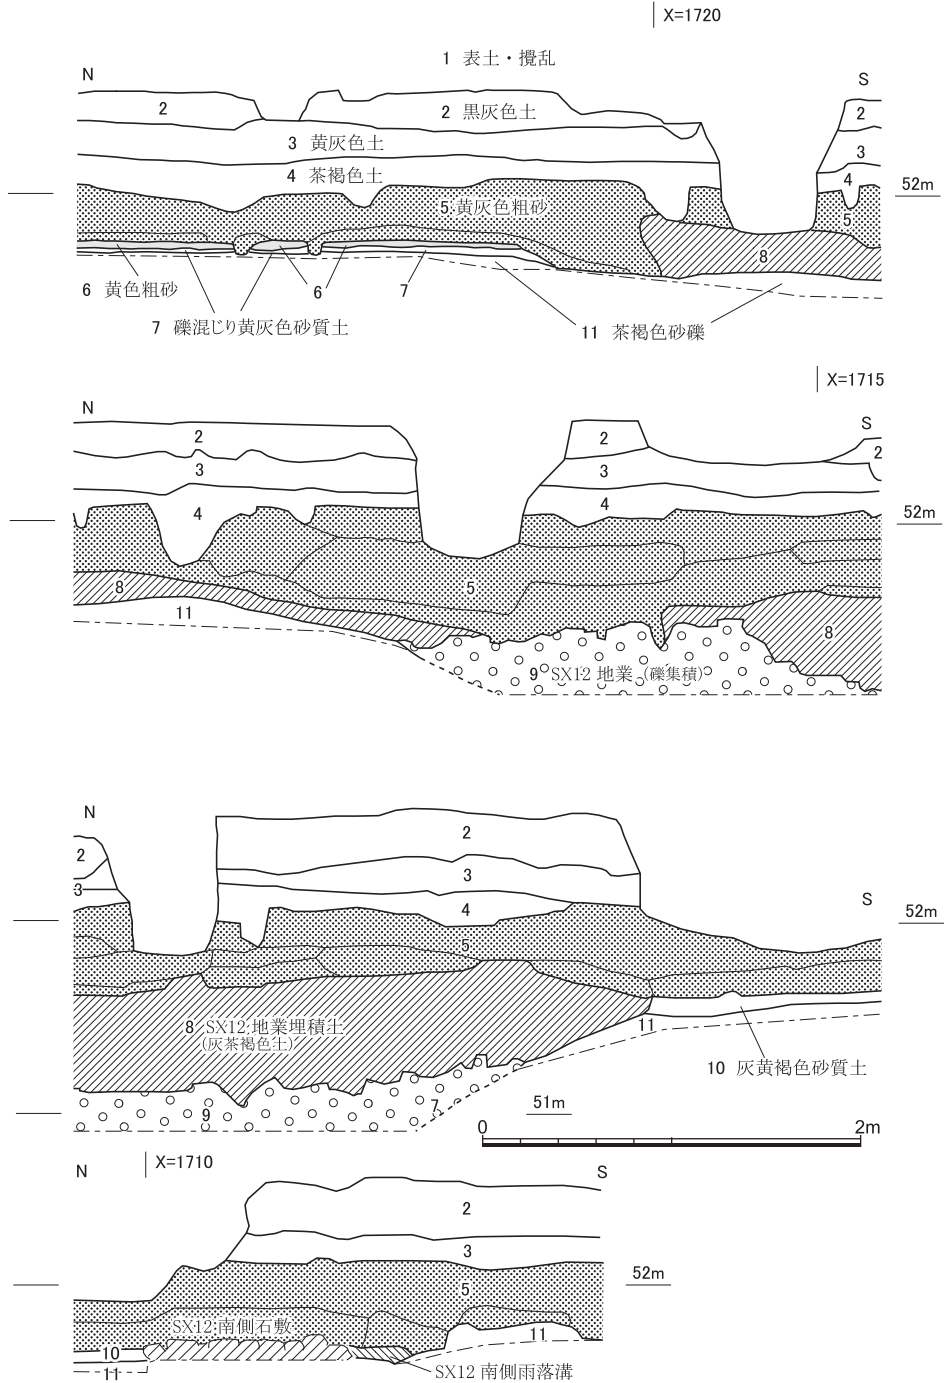 X=1720
1 表土・攪乱
N
S
2
2 黒灰色土
2
3 黄灰色土
3
4 茶褐色土
4
52m
5 黄灰色粗砂
5
8
6 黄色粗砂
6
7
7 礫混じり黄灰色砂質土
11 茶褐色砂礫
X=1715
N
S
2
2
2
3
3
4
4
52m
8
5
11
8
9 SX12 地業 (礫集積)
N
2
2
3
3
4
S
52m
5
8 SX12 地業埋積土
(灰茶褐色土)
11
10 灰黄褐色砂質土
7
9
51m
0
2m
N
X=1710
S
2
3
5
52m
SX12 南側石敷
11
10
11
SX12 南側雨落溝